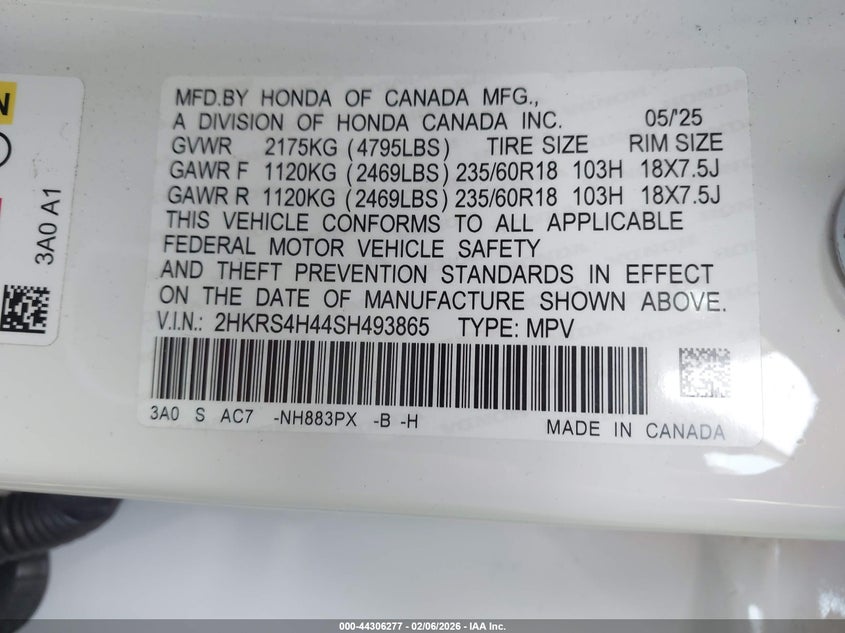 MFD.BY HONDA OF CANADA MFG.,
A DIVISION OF HONDA CANADA INC. 05/'25
GVWR 2175KG (4795LBS) TIRE SIZE RIM SIZE
GAWR F 1120KG (2469LBS) 235/60R18 103H 18X7.5J
GAWR R 1120KG (2469LBS) 235/60R18 103H 18X7.5J
THIS VEHICLE CONFORMS TO ALL APPLICABLE
FEDERAL MOTOR VEHICLE SAFETY
AND THEFT PREVENTION STANDARDS IN EFFECT
ON THE DATE OF MANUFACTURE SHOWN ABOVE.
V.I.N.: 2HKRS4H44SH493865 TYPE: MPV
3A0 S AC7 -NH883PX -B -H
MADE IN CANADA
3A0 A1
000-44306277 - 02/06/2026 - IAA Inc.